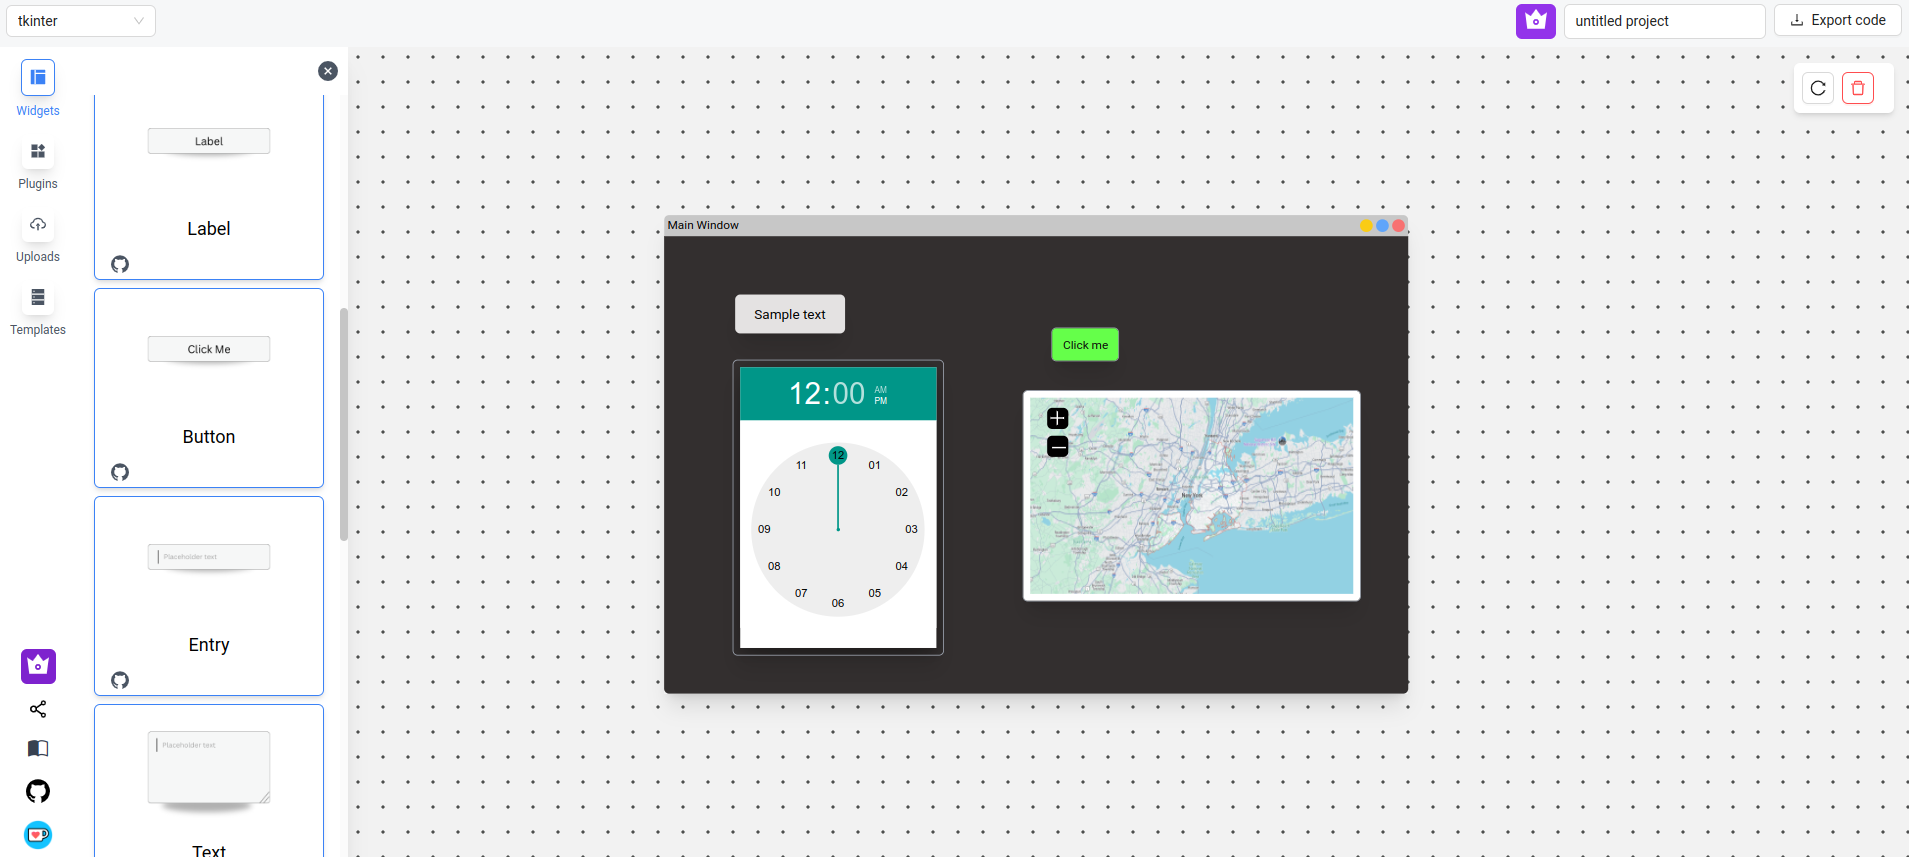 tkinter
untitled project
Export code
Widgets
Plugins
Uploads
Templates
Label
Label
Click Me
Button
Placeholder text
Entry
Placeholder text
Text
Main Window
Sample text
12:00
AM
PM
12
11
01
10
02
09
03
08
04
07
05
06
Click me
New York